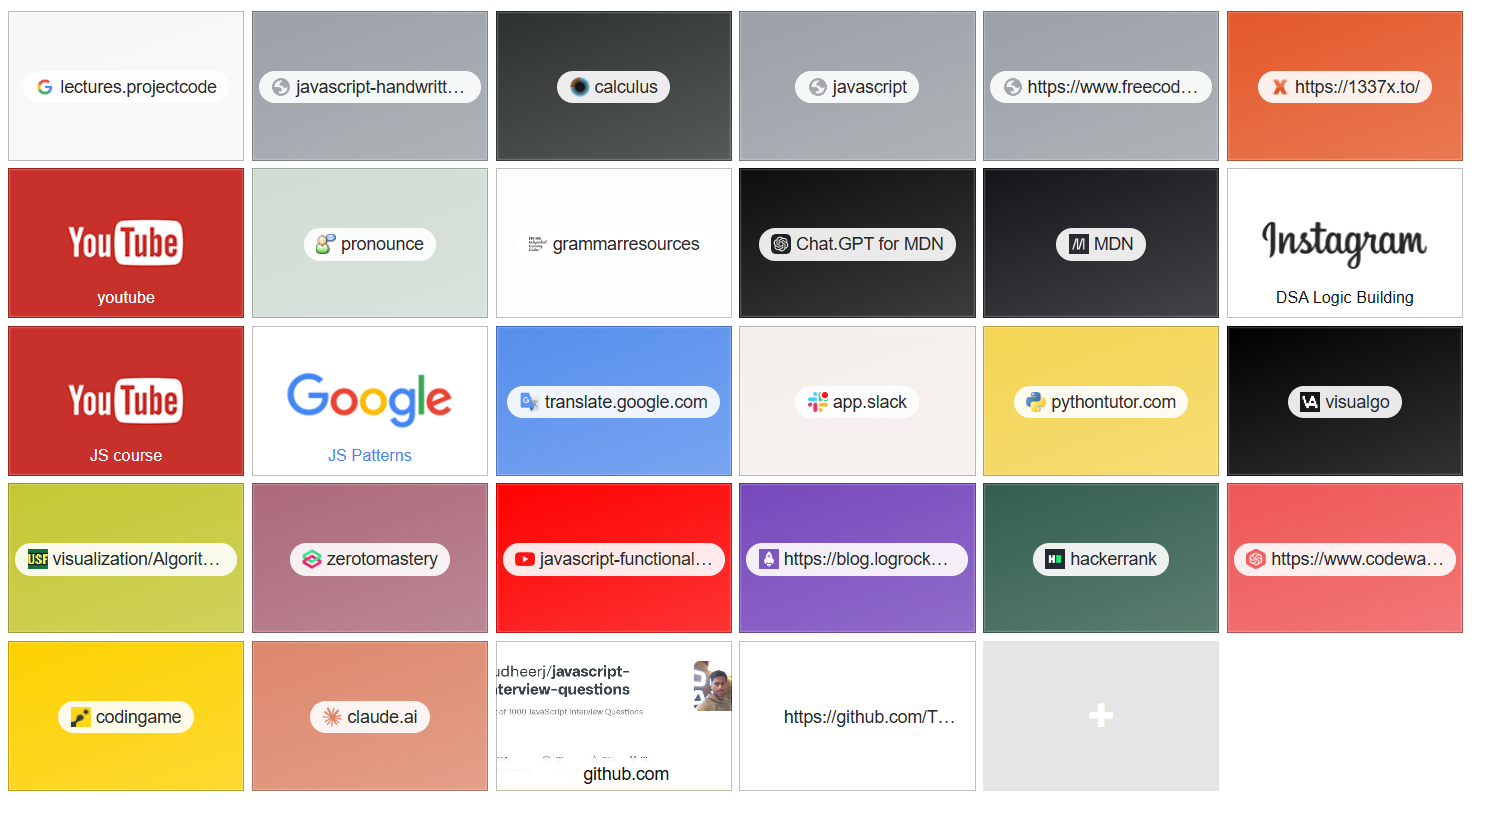 lectures.projectcode
javascript-handwritt…
calculus
javascript
https://www.freecod…
https://1337x.to/
YouTube
youtube
pronounce
grammarresources
Chat.GPT for MDN
MDN
Instagram
DSA Logic Building
YouTube
JS course
Google
JS Patterns
translate.google.com
app.slack
pythontutor.com
visualgo
USF
visualization/Algorit…
zerotomastery
javascript-functional…
https://blog.logrock…
hackerrank
https://www.codewa…
codingame
claude.ai
udheerj/javascript-
terview-questions
of 1000 JavaScript Interview Questions
github.com
https://github.com/T…